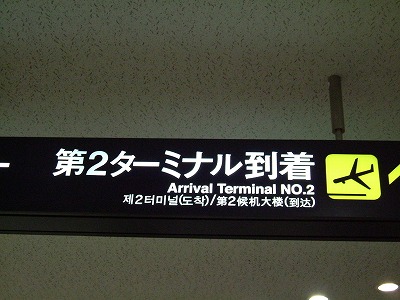 第2ターミナル到着
Arrival Terminal NO.2
제2터미널(도착)/第2候机大楼(到达)